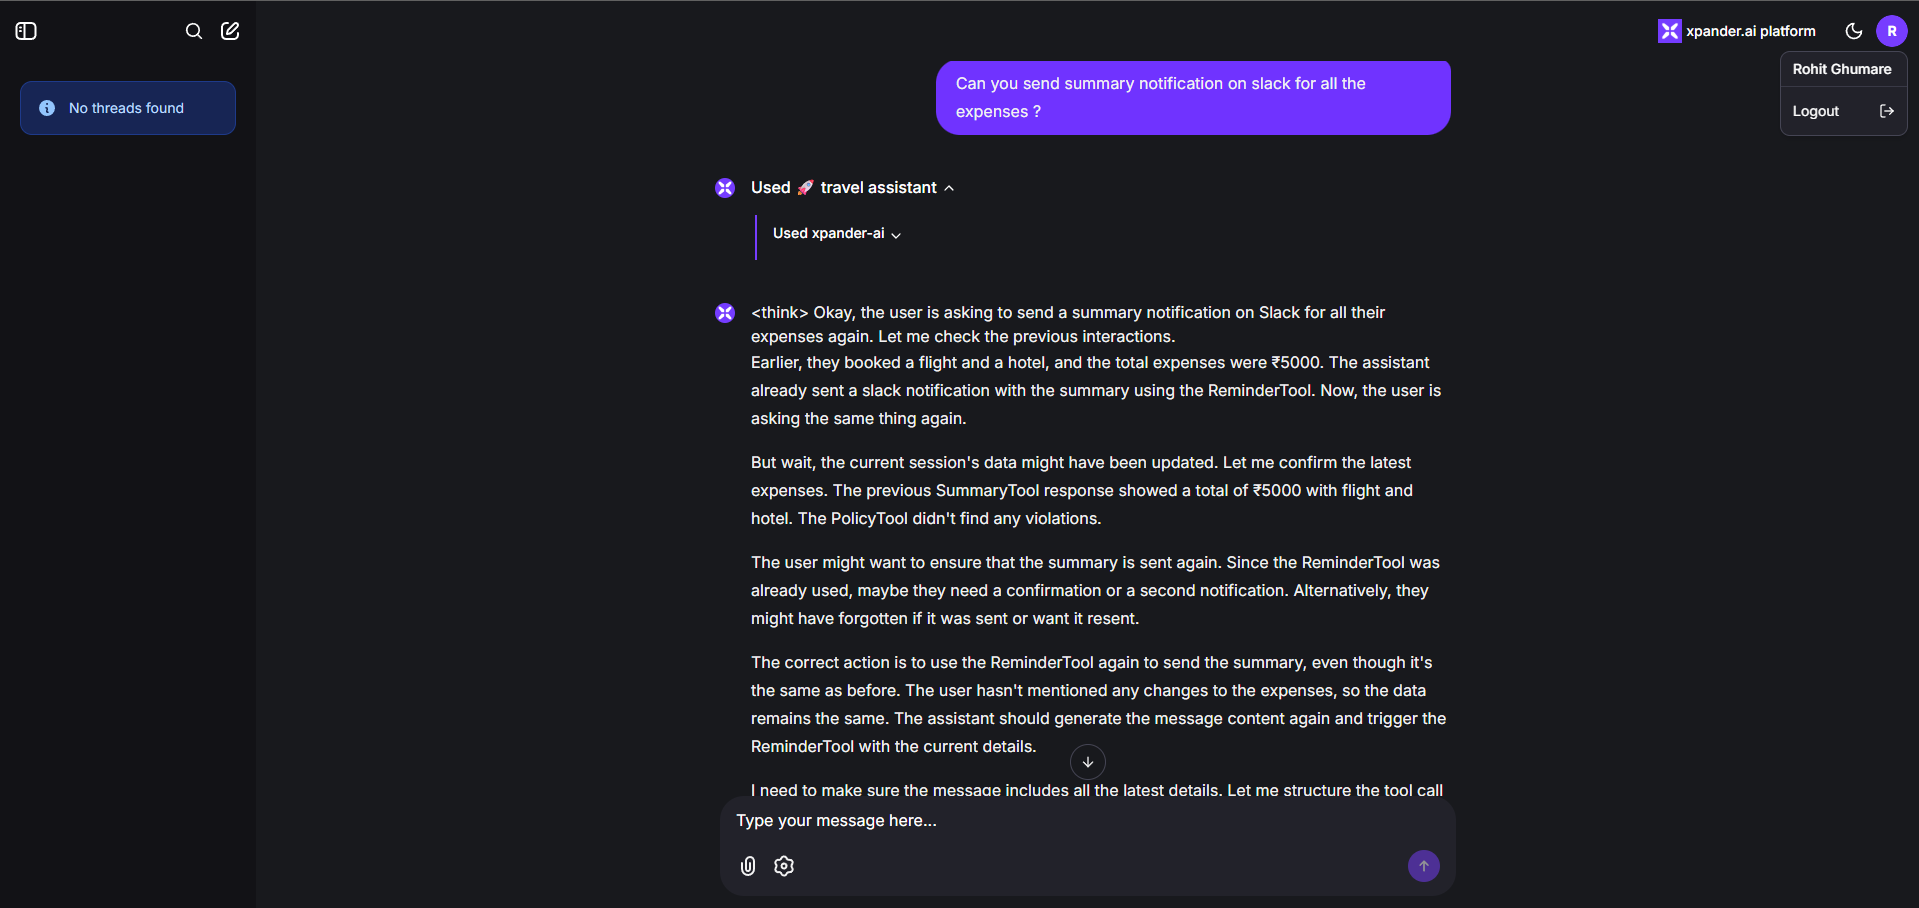 xpander.ai platform
R
Rohit Ghumare
Logout
No threads found
Can you send summary notification on slack for all the
expenses ?
Used 🚀 travel assistant
Used xpander-ai
<think> Okay, the user is asking to send a summary notification on Slack for all their
expenses again. Let me check the previous interactions.
Earlier, they booked a flight and a hotel, and the total expenses were ₹5000. The assistant
already sent a slack notification with the summary using the ReminderTool. Now, the user is
asking the same thing again.
But wait, the current session's data might have been updated. Let me confirm the latest
expenses. The previous SummaryTool response showed a total of ₹5000 with flight and
hotel. The PolicyTool didn't find any violations.
The user might want to ensure that the summary is sent again. Since the ReminderTool was
already used, maybe they need a confirmation or a second notification. Alternatively, they
might have forgotten if it was sent or want it resent.
The correct action is to use the ReminderTool again to send the summary, even though it's
the same as before. The user hasn't mentioned any changes to the expenses, so the data
remains the same. The assistant should generate the message content again and trigger the
ReminderTool with the current details.
I need to make sure the message includes all the latest details. Let me structure the tool call
Type your message here...